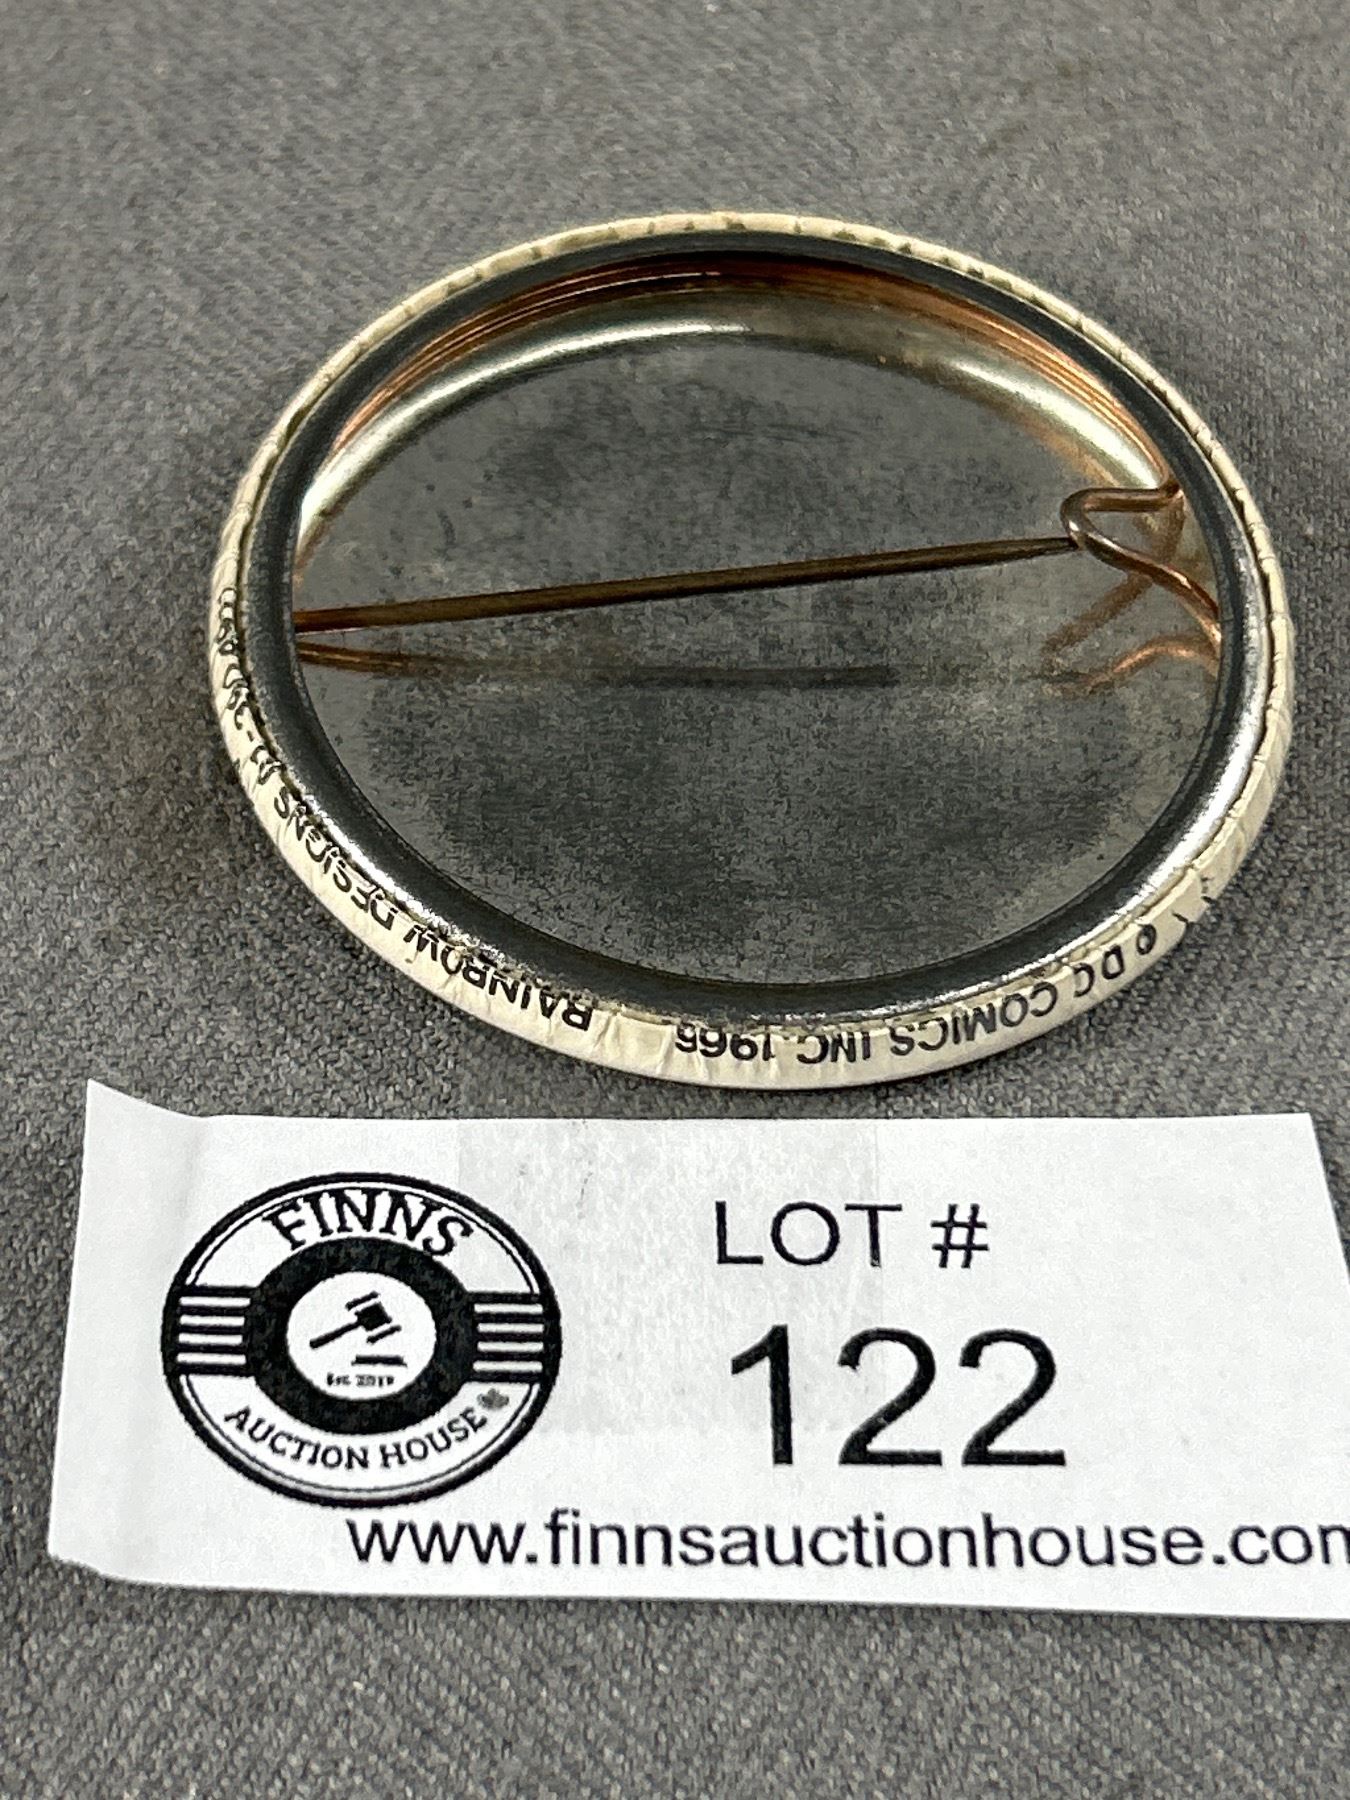 © DC COMICS INC. 1966
RAINBOW DESIGNS
FINNS
AUCTION HOUSE
LOT #
122
www.finnsauctionhouse.com